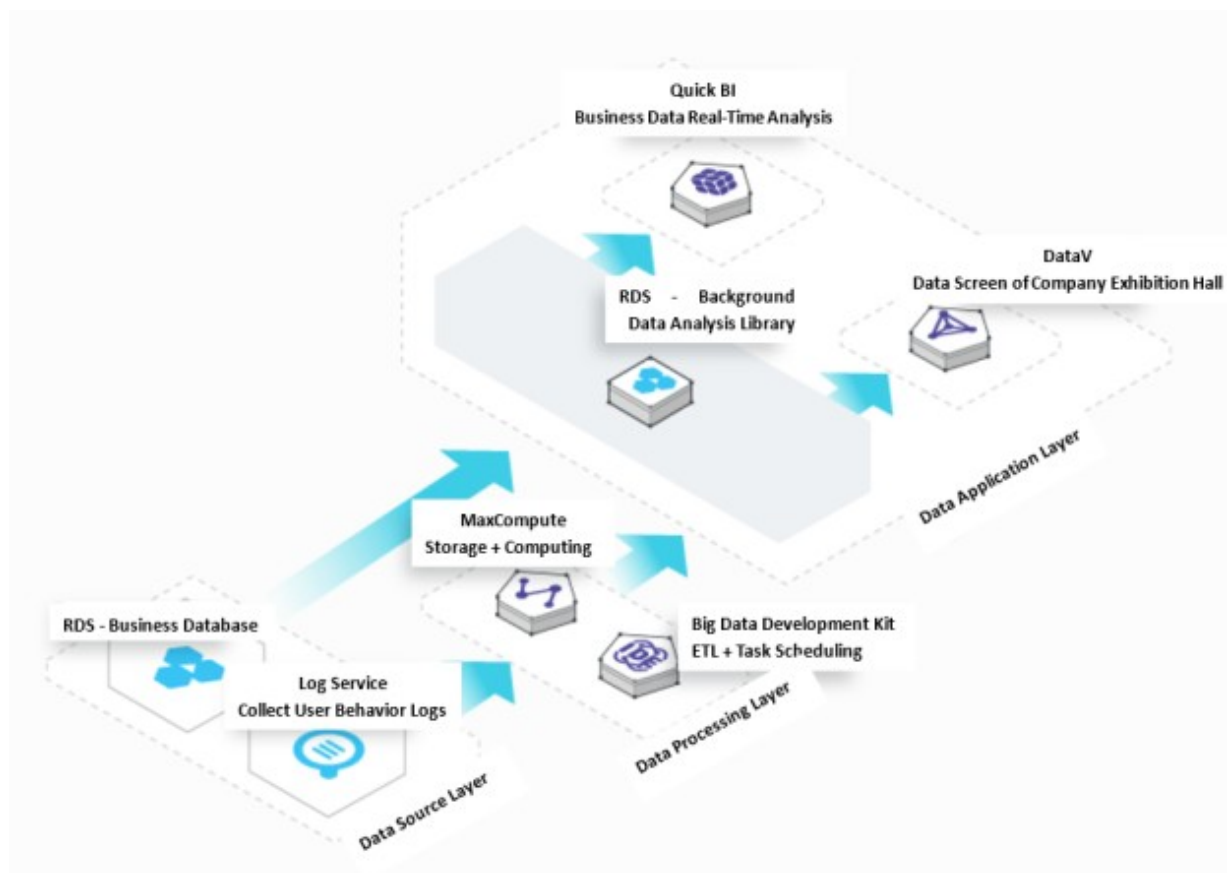 Quick BI
Business Data Real-Time Analysis
DataV
Data Screen of Company Exhibition Hall
RDS - Background
Data Analysis Library
Data Application Layer
MaxCompute
Storage + Computing
Big Data Development Kit
ETL + Task Scheduling
Data Processing Layer
RDS - Business Database
Log Service
Collect User Behavior Logs
Data Source Layer